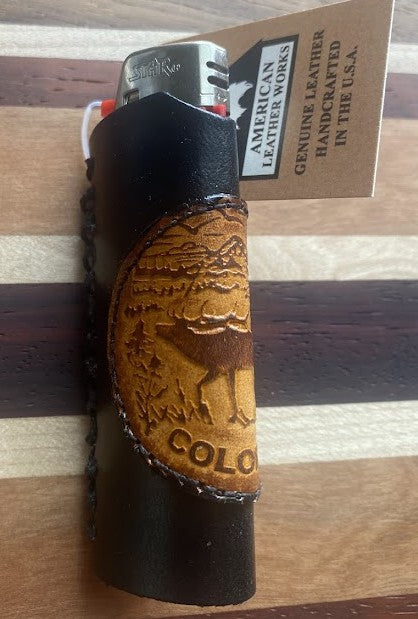 AMERICAN
LEATHER WORKS
GENUINE LEATHER
HANDCRAFTED
IN THE U.S.A.
COLO